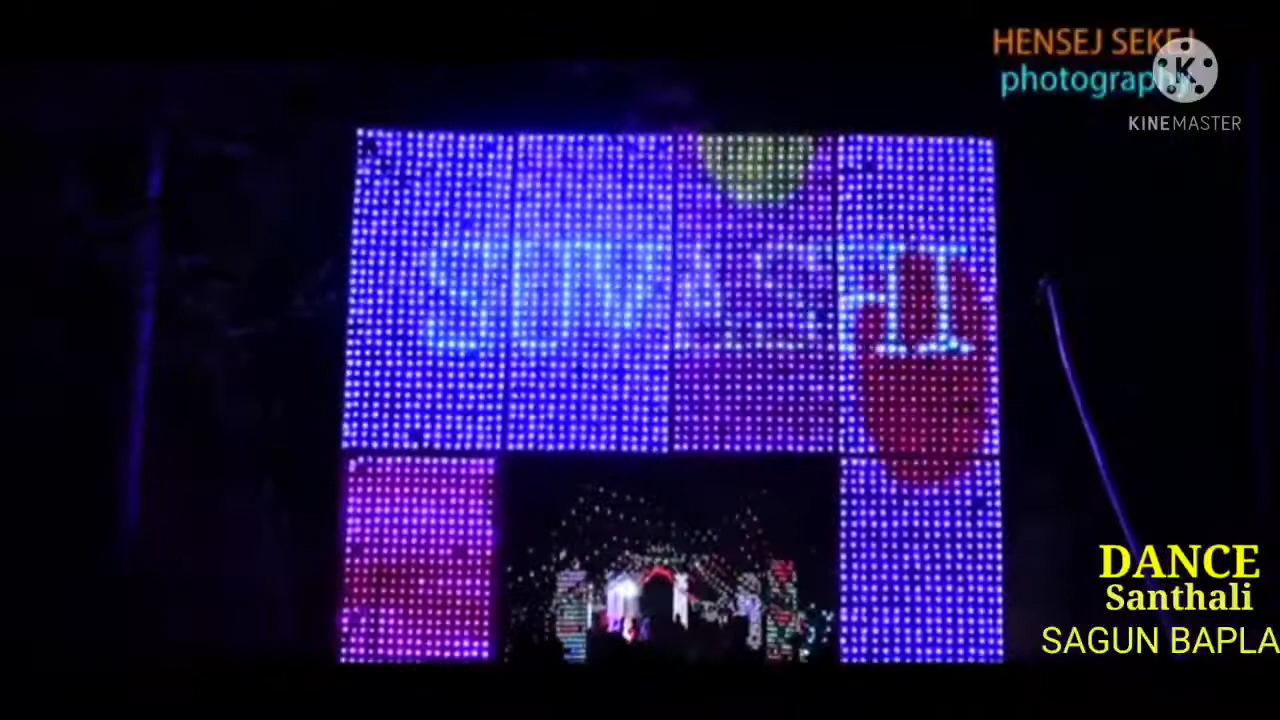 HENSEJ SEKEJ
photography
KINEMASTER
DANCE
Santhali
SAGUN BAPLA